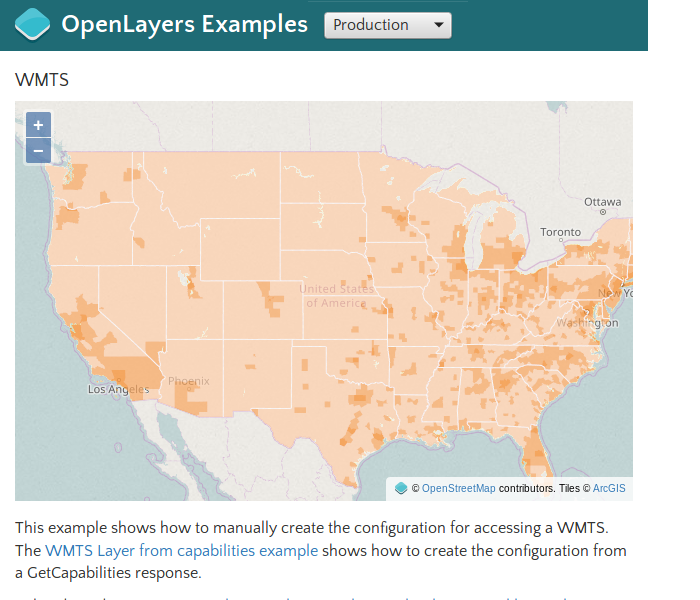 OpenLayers Examples
Production
WMTS
+
−
Ottawa
Toronto
United States
of America
New Yo
Washington
Los Angeles
Phoenix
© OpenStreetMap contributors. Tiles © ArcGIS
This example shows how to manually create the configuration for accessing a WMTS.
The WMTS Layer from capabilities example shows how to create the configuration from
a GetCapabilities response.